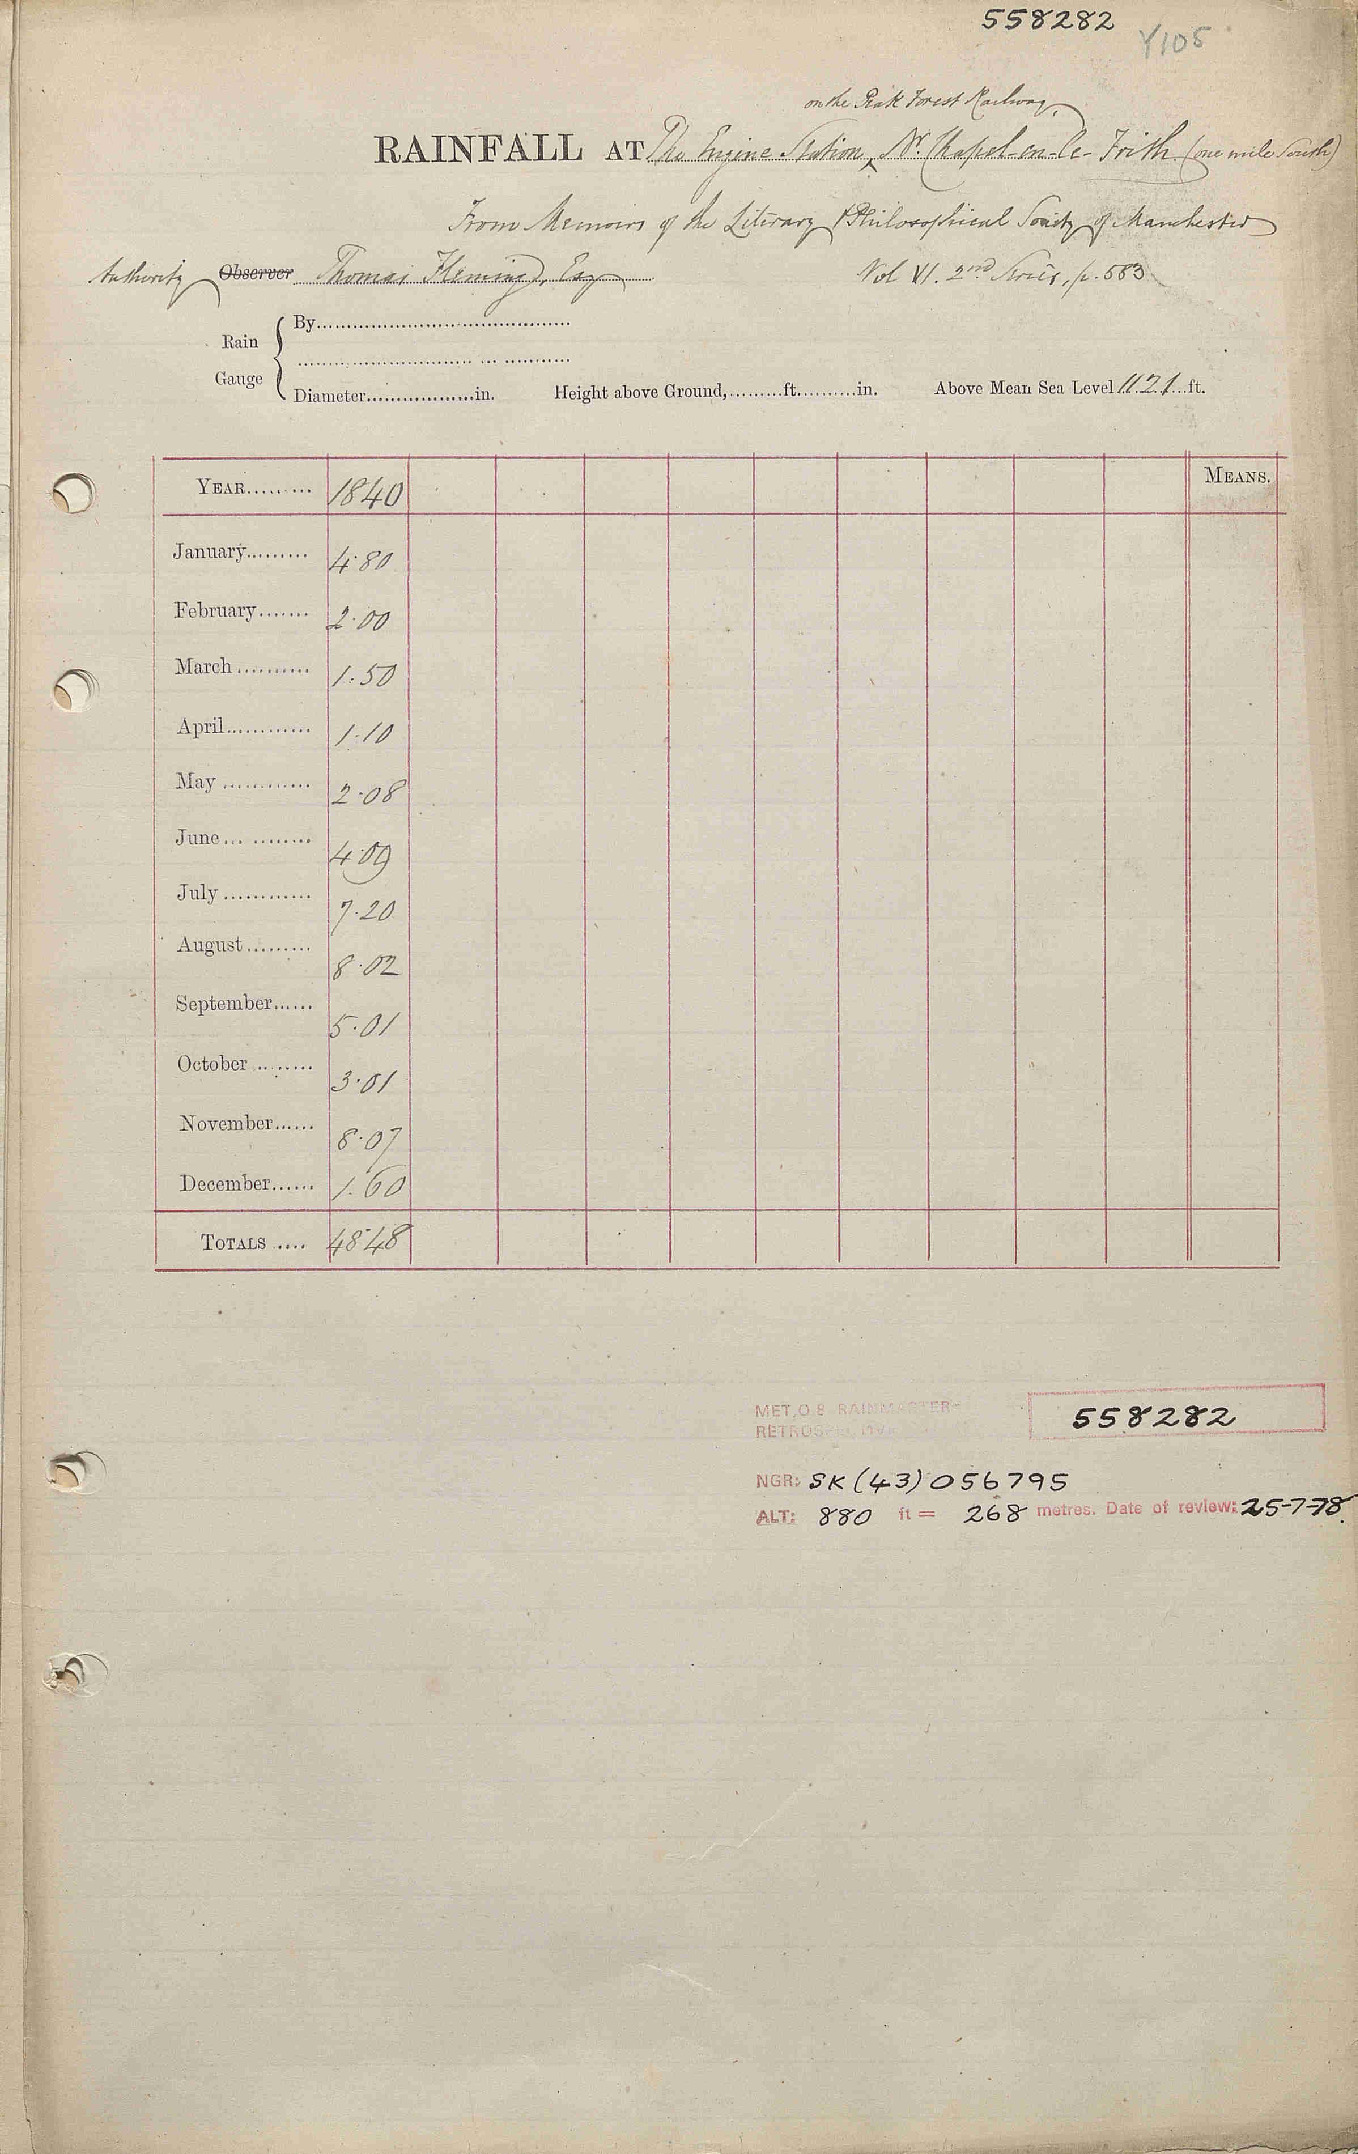 558282
Y105
on the Peak Forest Railway
RAINFALL AT The Engine Station, Nr. Chapel-en-le-Frith (one mile South)
From Memoirs of the Literary & Philosophical Society of Manchester
Authority Observer Thomas Fleming, Esq Vol VI. 2nd Series, p. 583
Rain Gauge
By
Diameter in. Height above Ground, ft. in. Above Mean Sea Level 1121 ft.
YEAR 1840 MEANS.
January 4.80
February 2.00
March 1.50
April 1.10
May 2.08
June 4.09
July 7.20
August 8.02
September 5.01
October 3.01
November 8.07
December 1.60
TOTALS 48.48
MET.O.8 RAINMASTER
RETROSPECTIVE
558282
NGR: SK (43) 056795
ALT: 880 ft = 268 metres. Date of review: 25-7-78.